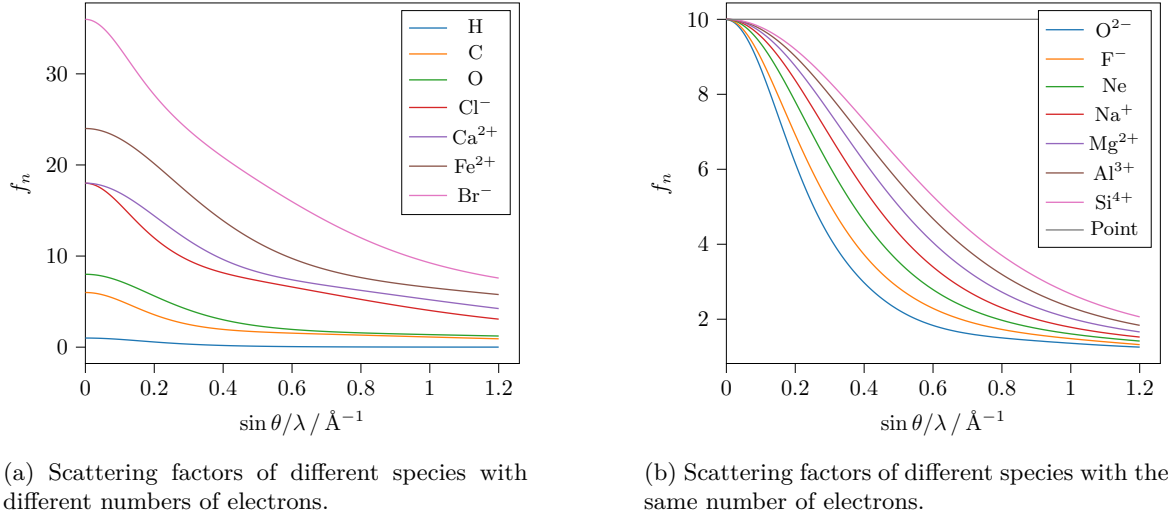 H
C
O
Cl⁻
Ca²⁺
Fe²⁺
Br⁻
30
20
10
0
fₙ
0
0.2
0.4
0.6
0.8
1
1.2
sin θ/λ / Å⁻¹
(a) Scattering factors of different species with
different numbers of electrons.
O²⁻
F⁻
Ne
Na⁺
Mg²⁺
Al³⁺
Si⁴⁺
Point
10
8
6
4
2
fₙ
0
0.2
0.4
0.6
0.8
1
1.2
sin θ/λ / Å⁻¹
(b) Scattering factors of different species with the
same number of electrons.